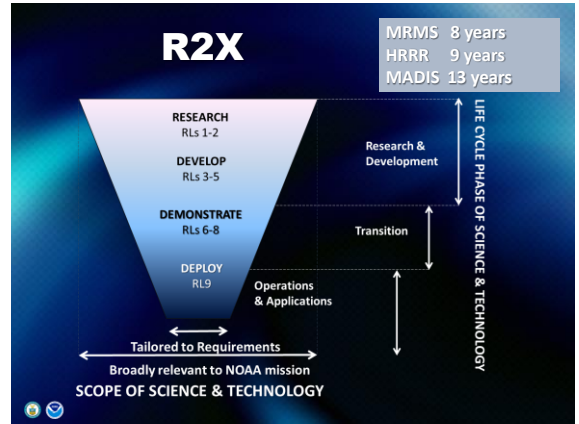 R2X
MRMS 8 years
HRRR 9 years
MADIS 13 years
RESEARCH
RLs 1-2
DEVELOP
RLs 3-5
DEMONSTRATE
RLs 6-8
DEPLOY
RL9
Research &
Development
Transition
Operations
& Applications
LIFE CYCLE PHASE OF SCIENCE & TECHNOLOGY
Tailored to Requirements
Broadly relevant to NOAA mission
SCOPE OF SCIENCE & TECHNOLOGY